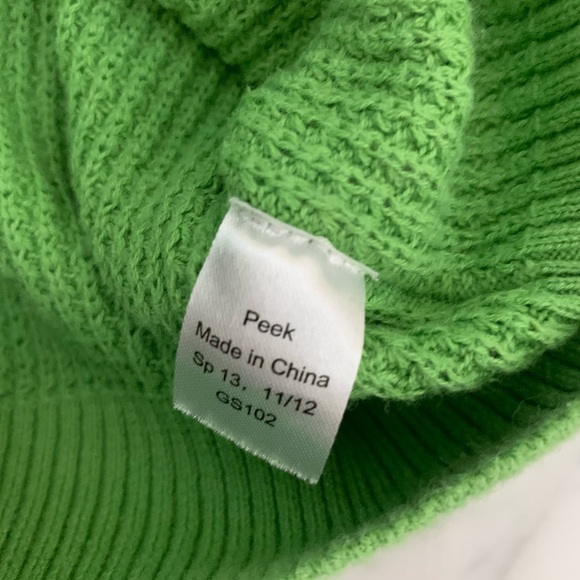 Peek
Made in China
Sp 13, 11/12
GS102